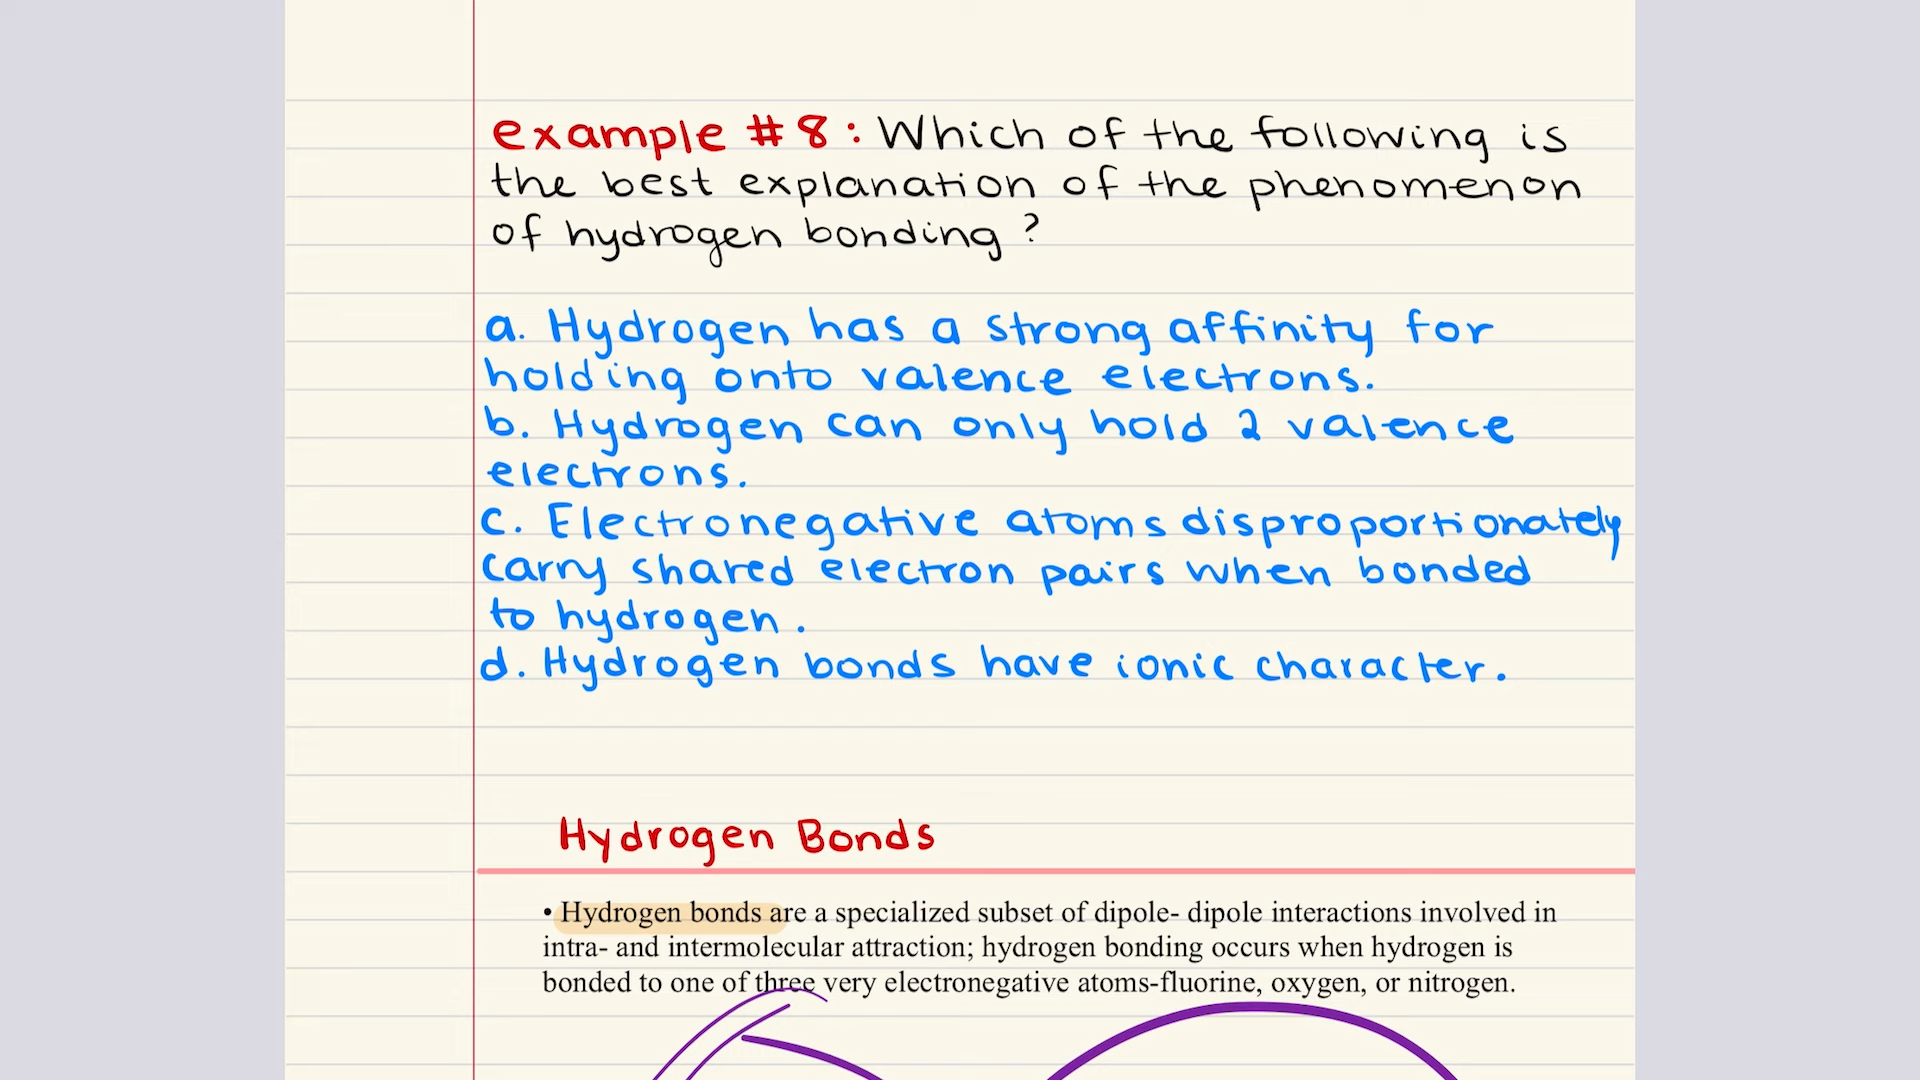 example #8: Which of the following is
the best explanation of the phenomenon
of hydrogen bonding?
a. Hydrogen has a strong affinity for
holding onto valence electrons.
b. Hydrogen can only hold 2 valence
electrons.
c. Electronegative atoms disproportionately
carry shared electron pairs when bonded
to hydrogen.
d. Hydrogen bonds have ionic character.
Hydrogen Bonds
• Hydrogen bonds are a specialized subset of dipole- dipole interactions involved in
intra- and intermolecular attraction; hydrogen bonding occurs when hydrogen is
bonded to one of three very electronegative atoms-fluorine, oxygen, or nitrogen.